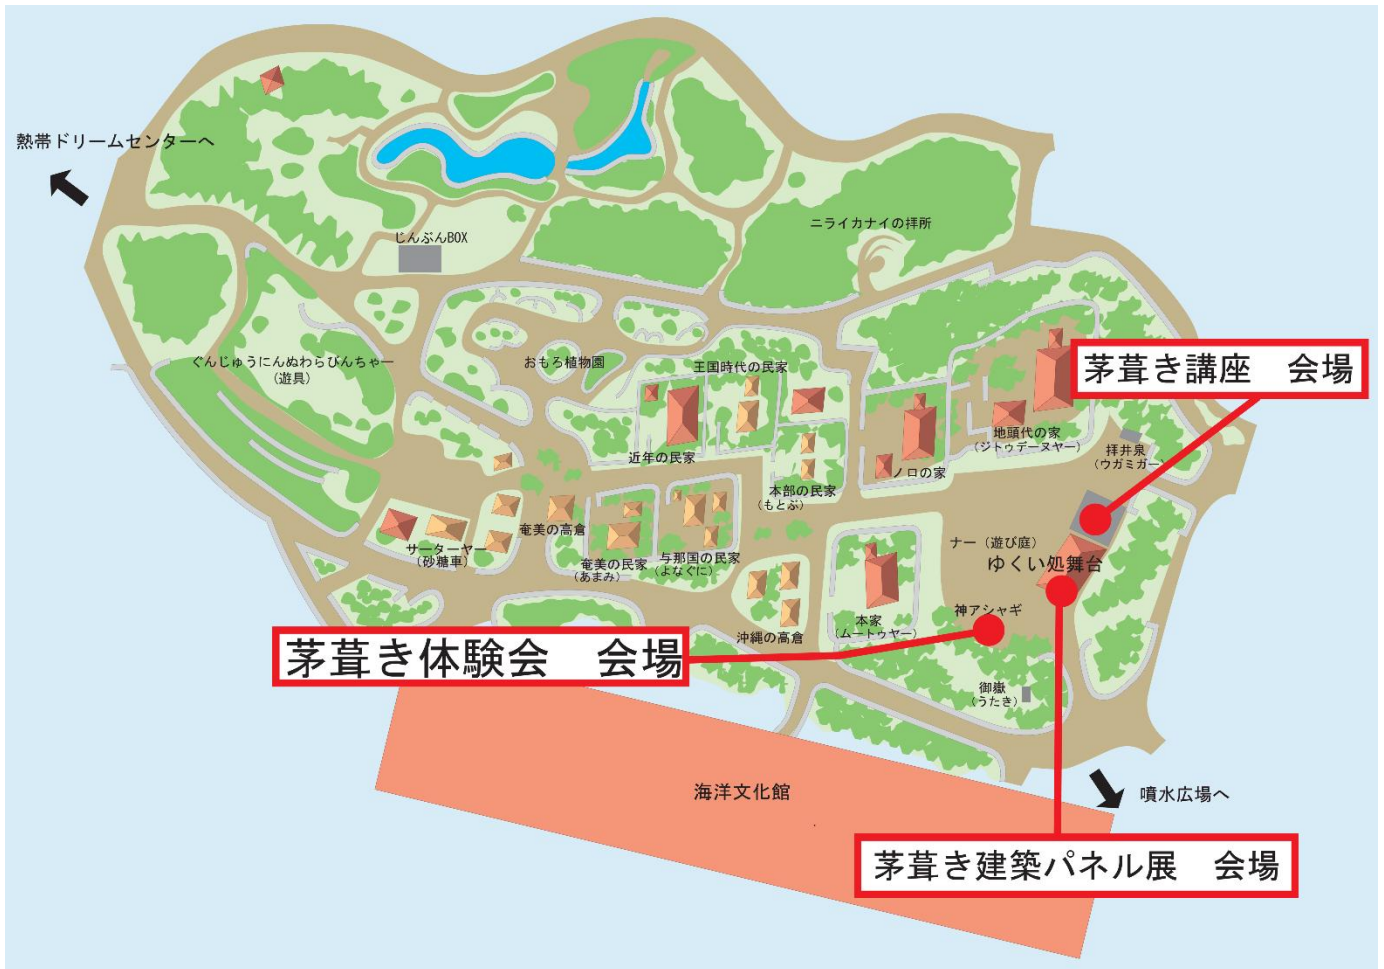 熱帯ドリームセンターへ
じんぶんBOX
ニライカナイの拝所
ぐんじゅうにんぬわらびんちゃー
(遊具)
おもろ植物園
王国時代の民家
茅葺き講座　会場
近年の民家
ノロの家
地頭代の家
(ジトゥデーヌヤー)
拝井泉
(ウガミガー)
本部の民家
(もとぶ)
サーターヤー
(砂糖車)
奄美の高倉
奄美の民家
(あまみ)
与那国の民家
(よなぐに)
ナー（遊び庭）
ゆくい処舞台
沖縄の高倉
本家
(ムートゥヤー)
神アシャギ
茅葺き体験会　会場
御嶽
(うたき)
海洋文化館
噴水広場へ
茅葺き建築パネル展　会場